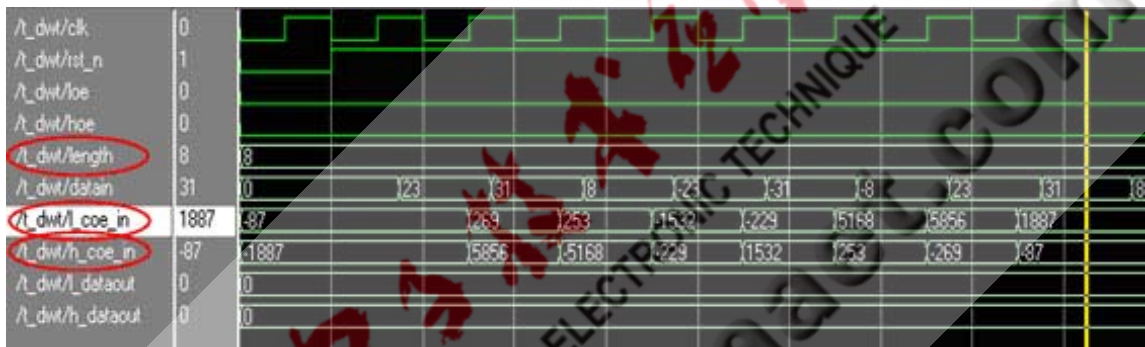 /t_dwt/clk 0
/t_dwt/rst_n 1
/t_dwt/loe 0
/t_dwt/hoe 0
/t_dwt/length 8 8
/t_dwt/datain 31 0 23 31 8 -23 -31 -8 23 31 8
/t_dwt/l_coe_in 1887 -87 269 253 -1532 -229 5168 5856 1887
/t_dwt/h_coe_in -87 -1887 5856 -5168 -229 1532 253 -269 -87
/t_dwt/l_dataout 0 0
/t_dwt/h_dataout 0 0
ELECTRONIC TECHNIQUE